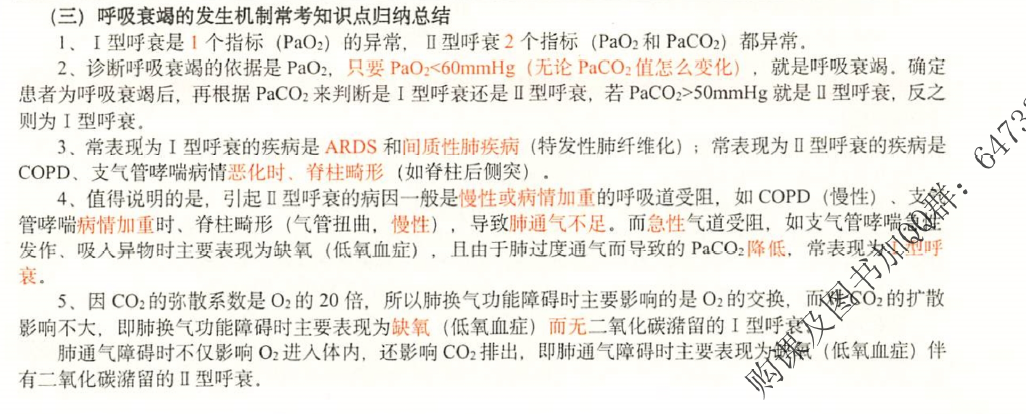 (三) 呼吸衰竭的发生机制常考知识点归纳总结
1、Ⅰ型呼衰是 1 个指标 (PaO₂) 的异常，Ⅱ型呼衰 2 个指标 (PaO₂ 和 PaCO₂) 都异常。
2、诊断呼吸衰竭的依据是 PaO₂，只要 PaO₂<60mmHg (无论 PaCO₂ 值怎么变化)，就是呼吸衰竭。确定
患者为呼吸衰竭后，再根据 PaCO₂ 来判断是Ⅰ型呼衰还是Ⅱ型呼衰，若 PaCO₂>50mmHg 就是Ⅱ型呼衰，反之
则为Ⅰ型呼衰。
3、常表现为Ⅰ型呼衰的疾病是 ARDS 和间质性肺疾病 (特发性肺纤维化)；常表现为Ⅱ型呼衰的疾病是
COPD、支气管哮喘病情恶化时、脊柱畸形 (如脊柱后侧突)。
4、值得说明的是，引起Ⅱ型呼衰的病因一般是慢性或病情加重的呼吸道受阻，如 COPD (慢性)、支气
管哮喘病情加重时、脊柱畸形 (气管扭曲，慢性)，导致肺通气不足。而急性气道受阻，如支气管哮喘急性
发作、吸入异物时主要表现为缺氧 (低氧血症)，且由于肺过度通气而导致的 PaCO₂ 降低，常表现为Ⅰ型呼
衰。
5、因 CO₂ 的弥散系数是 O₂ 的 20 倍，所以肺换气功能障碍时主要影响的是 O₂ 的交换，而对 CO₂ 的扩散
影响不大，即肺换气功能障碍时主要表现为缺氧 (低氧血症) 而无二氧化碳潴留的Ⅰ型呼衰。
肺通气障碍时不仅影响 O₂ 进入体内，还影响 CO₂ 排出，即肺通气障碍时主要表现为缺氧 (低氧血症) 伴
有二氧化碳潴留的Ⅱ型呼衰。
购课及图书加QQ群：6473